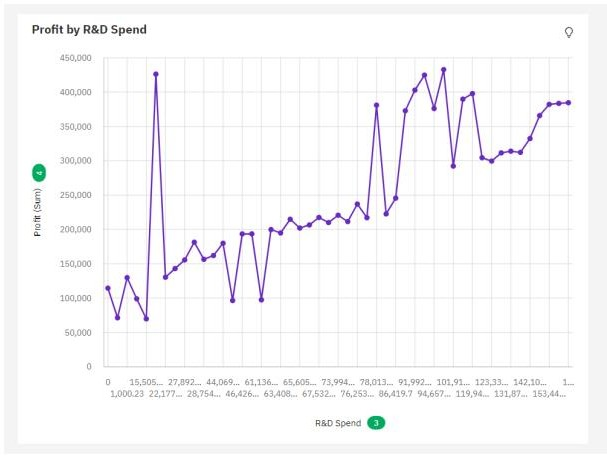 Profit by R&D Spend
450,000
400,000
350,000
300,000
250,000
200,000
150,000
100,000
50,000
0
Profit (Sum) 4
0 15,505... 27,892... 44,069... 61,136... 65,605... 73,994... 78,013... 91,992... 101,91... 123,33... 142,10... 1...
1,000.23 22,177... 28,754... 46,426... 63,408... 67,532... 76,253... 86,419.7 94,657... 119,94... 131,87... 153,44...
R&D Spend 3